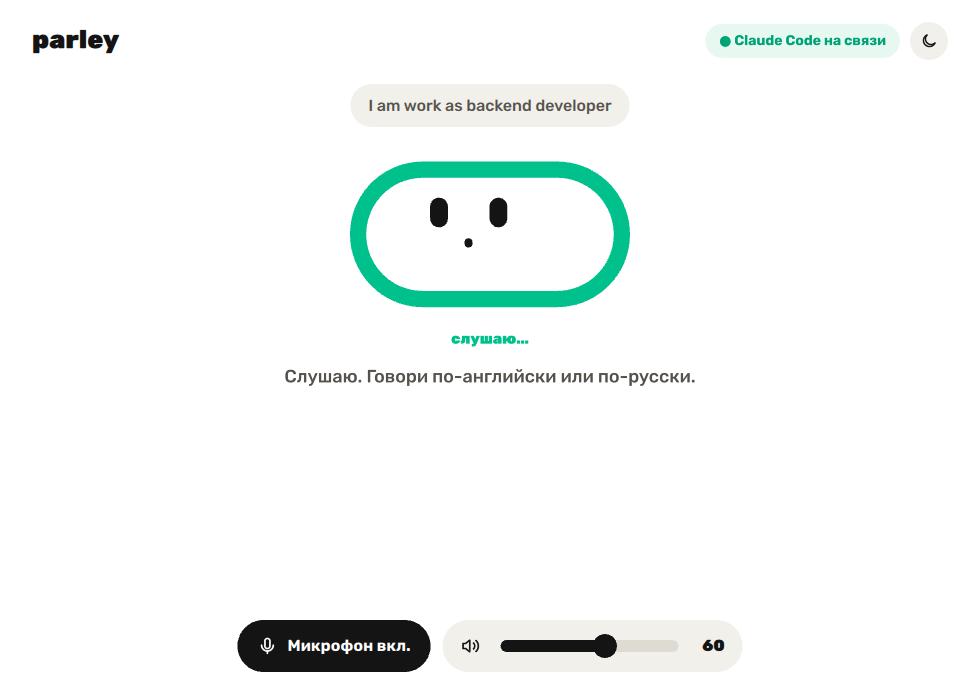 parley
Claude Code на связи
I am work as backend developer
слушаю...
Слушаю. Говори по-английски или по-русски.
Микрофон вкл.
60